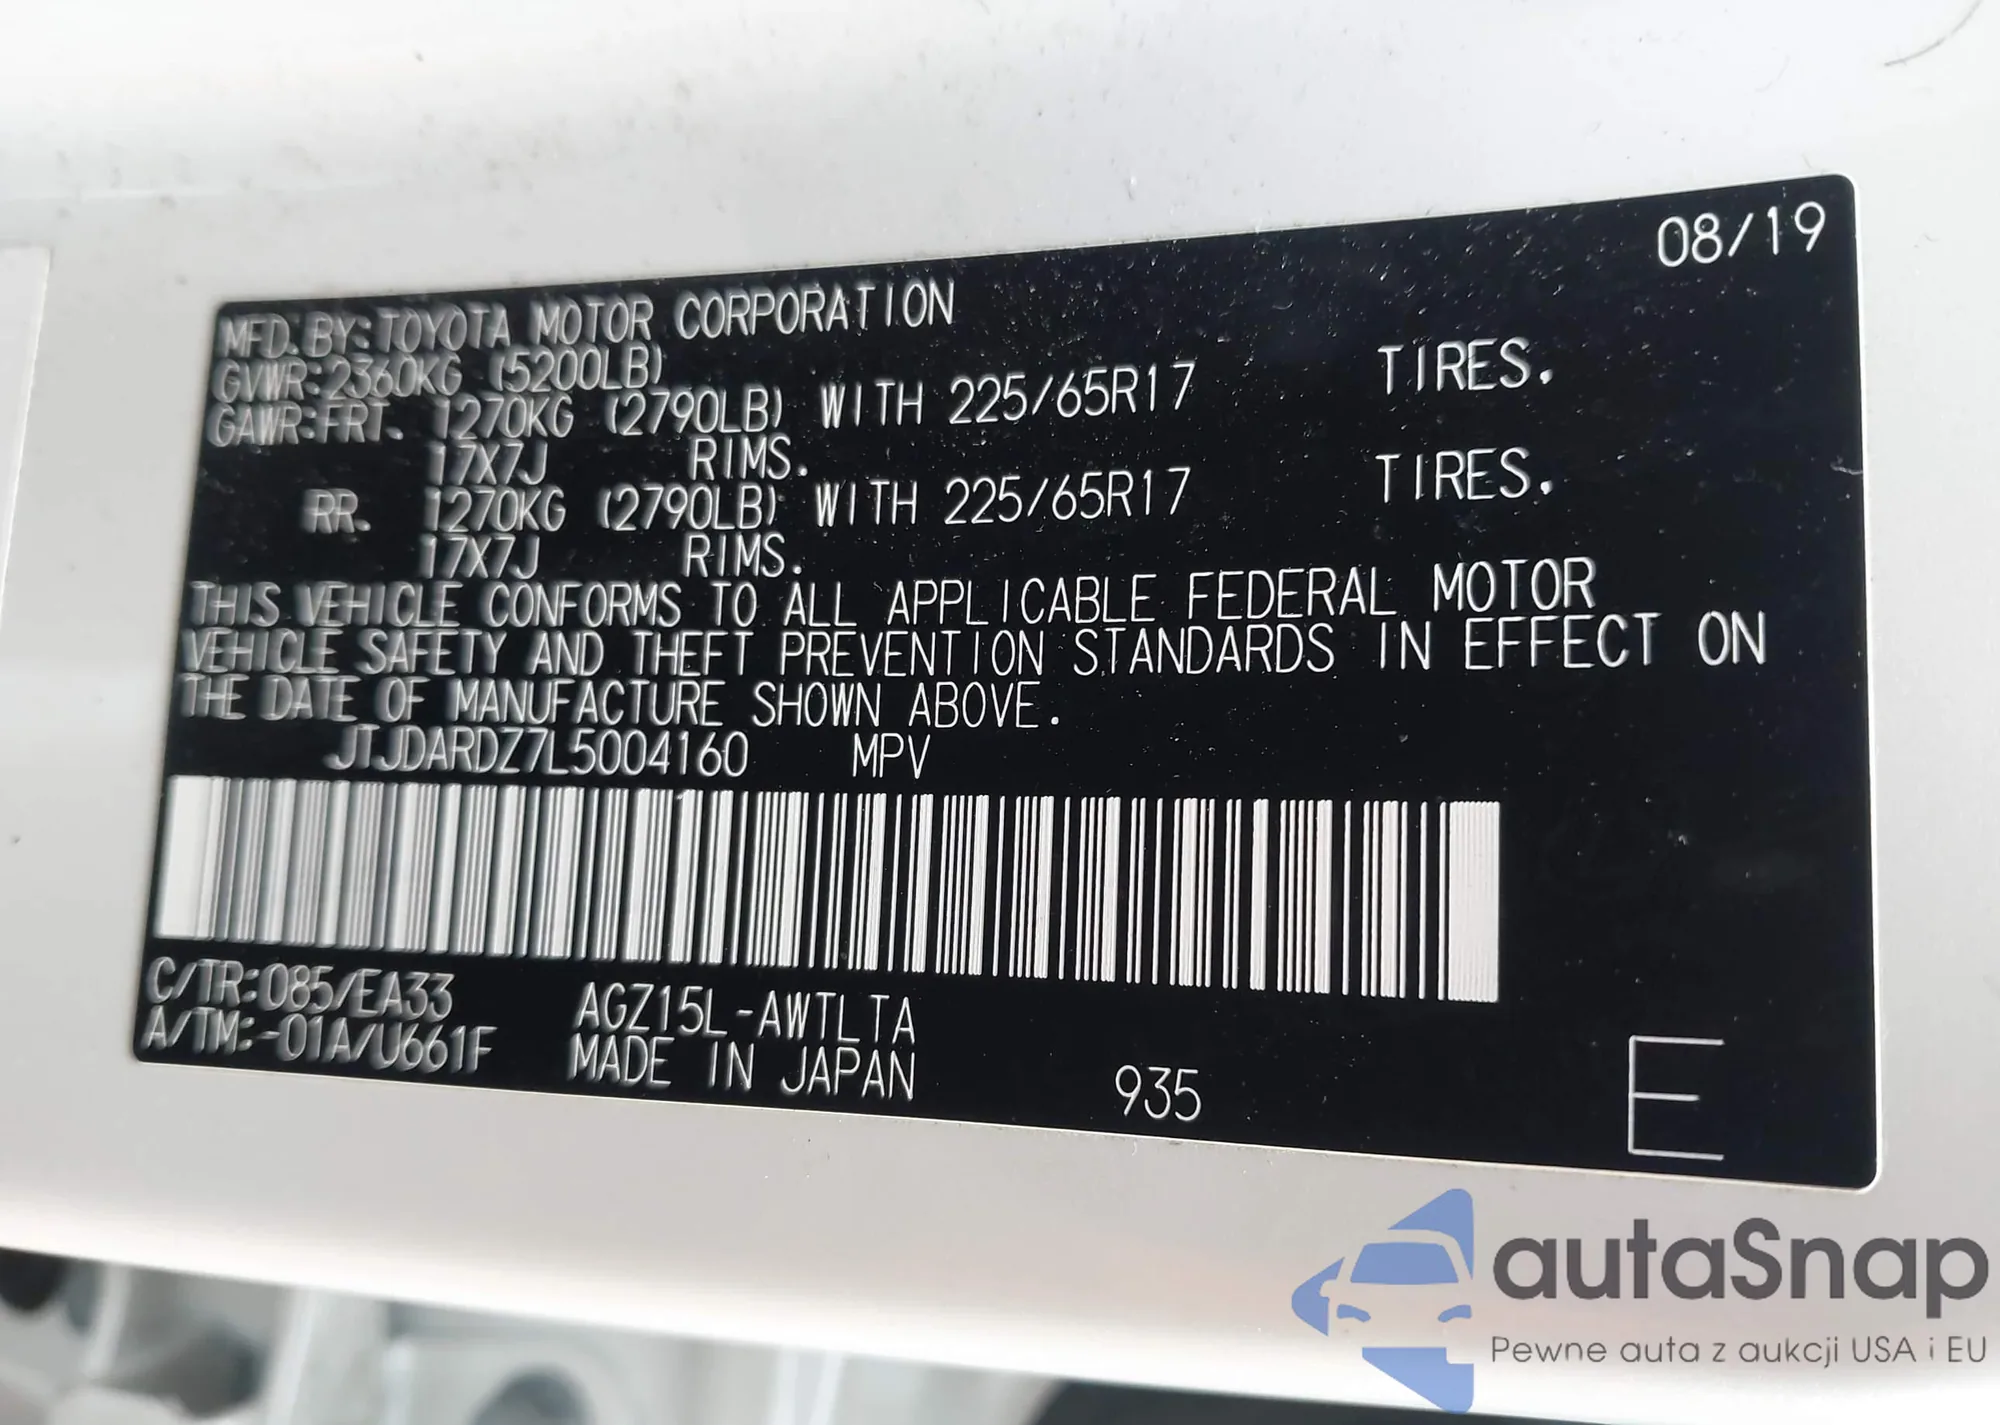 08/19
MFD. BY: TOYOTA MOTOR CORPORATION
GVWR: 2360KG (5200LB)
GAWR: FRT. 1270KG (2790LB) WITH 225/65R17 TIRES.
17X7J RIMS.
RR. 1270KG (2790LB) WITH 225/65R17 TIRES.
17X7J RIMS.
THIS VEHICLE CONFORMS TO ALL APPLICABLE FEDERAL MOTOR
VEHICLE SAFETY AND THEFT PREVENTION STANDARDS IN EFFECT ON
THE DATE OF MANUFACTURE SHOWN ABOVE.
JTJDARDZ7L5004160 MPV
C/TR: 085/EA33 AGZ15L-AWTLTA
A/TM: -01A/U661F MADE IN JAPAN 935 E
autaSnap
Pewne auta z aukcji USA i EU